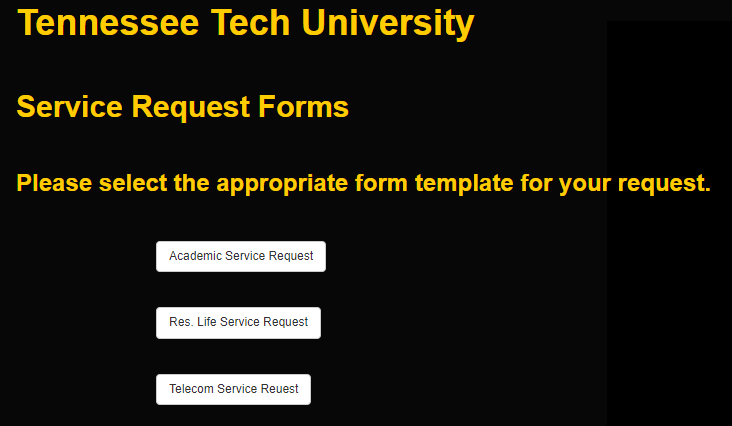 Tennessee Tech University
Service Request Forms
Please select the appropriate form template for your request.
Academic Service Request
Res. Life Service Request
Telecom Service Reuest